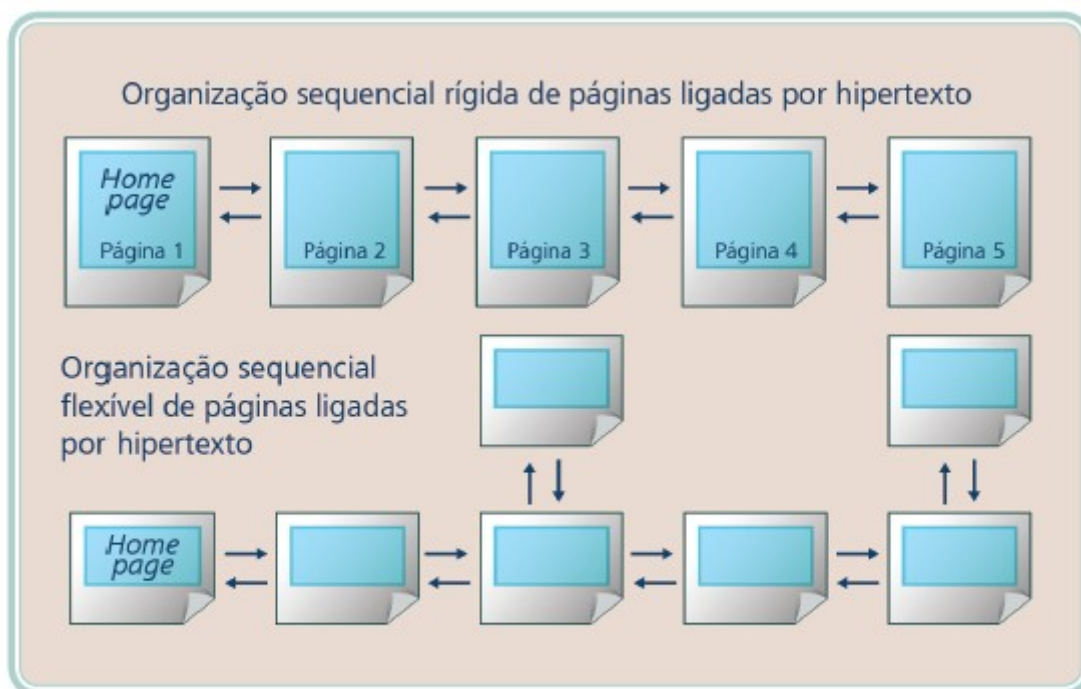 Organização sequencial rígida de páginas ligadas por hipertexto
Home
page
Página 1
Página 2
Página 3
Página 4
Página 5
Organização sequencial
flexível de páginas ligadas
por hipertexto
Home
page